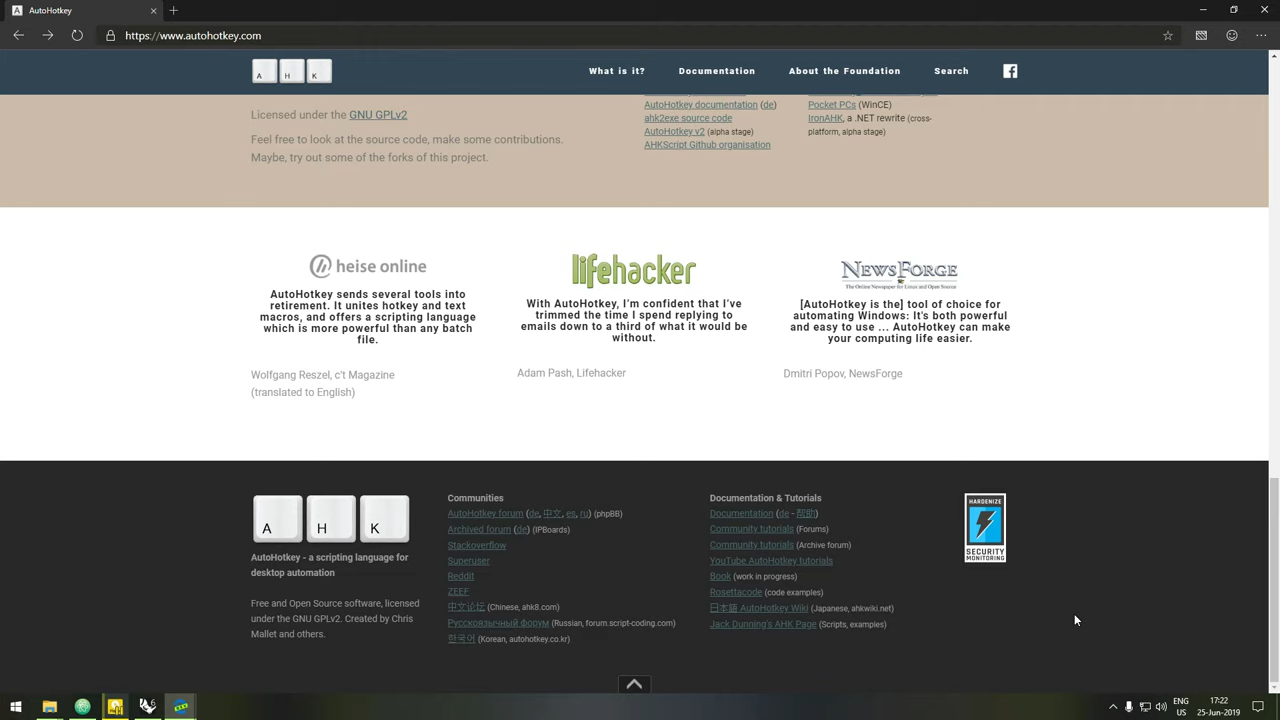 AutoHotkey
https://www.autohotkey.com
A H K
What is it?
Documentation
About the Foundation
Search
Licensed under the GNU GPLv2
Feel free to look at the source code, make some contributions.
Maybe, try out some of the forks of this project.
AutoHotkey documentation (de)
ahk2exe source code
AutoHotkey v2 (alpha stage)
AHKScript Github organisation
Pocket PCs (WinCE)
IronAHK, a .NET rewrite (cross-
platform, alpha stage)
heise online
AutoHotkey sends several tools into
retirement. It unites hotkey and text
macros, and offers a scripting language
which is more powerful than any batch
file.
Wolfgang Reszel, c't Magazine
(translated to English)
lifehacker
With AutoHotkey, I'm confident that I've
trimmed the time I spend replying to
emails down to a third of what it would be
without.
Adam Pash, Lifehacker
NEWSFORGE
The Online Newspaper for Linux and Open Source
[AutoHotkey is the] tool of choice for
automating Windows: It's both powerful
and easy to use ... AutoHotkey can make
your computing life easier.
Dmitri Popov, NewsForge
A H K
AutoHotkey - a scripting language for
desktop automation
Free and Open Source software, licensed
under the GNU GPLv2. Created by Chris
Mallet and others.
Communities
AutoHotkey forum (de, 中文, es, ru) (phpBB)
Archived forum (de) (IPBoards)
Stackoverflow
Superuser
Reddit
ZEEF
中文论坛 (Chinese, ahk8.com)
Русскоязычный форум (Russian, forum.script-coding.com)
한국어 (Korean, autohotkey.co.kr)
Documentation & Tutorials
Documentation (de - 帮助)
Community tutorials (Forums)
Community tutorials (Archive forum)
YouTube AutoHotkey tutorials
Book (work in progress)
Rosettacode (code examples)
日本語 AutoHotkey Wiki (Japanese, ahkwiki.net)
Jack Dunning's AHK Page (Scripts, examples)
HARDENIZE
SECURITY
MONITORING
ENG
US
17:22
25-Jun-2019